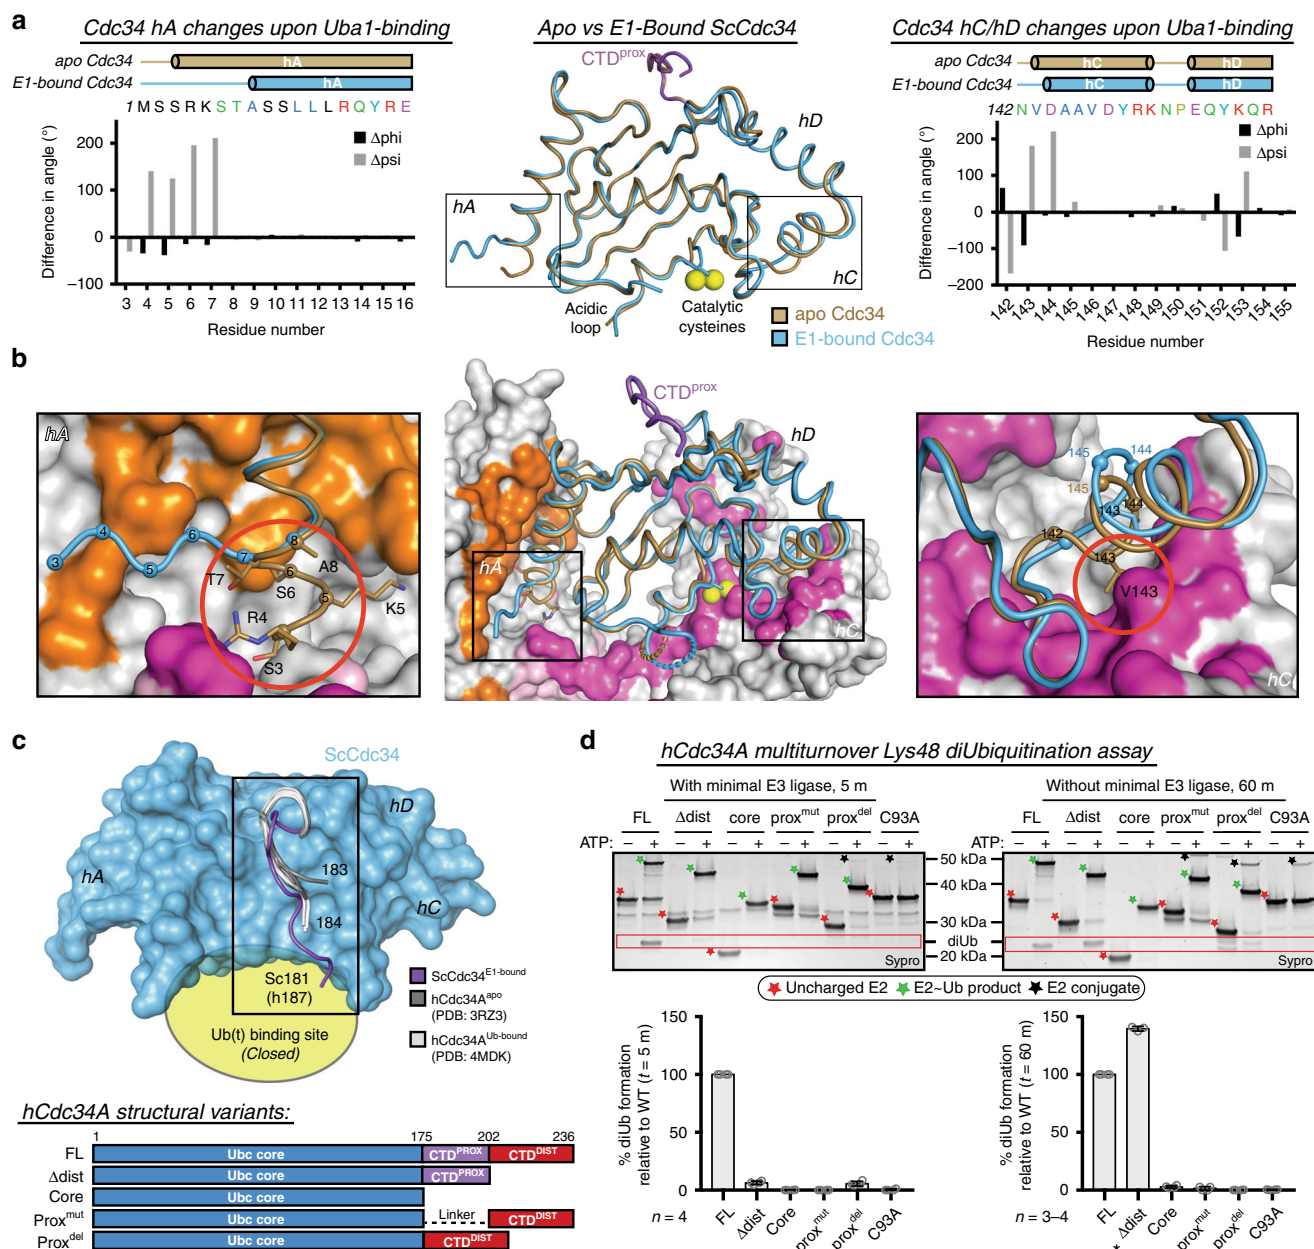 a
Cdc34 hA changes upon Uba1-binding
apo Cdc34
hA
E1-bound Cdc34
hA
1 M S S R K S T A S S L L L R Q Y R E
Difference in angle (°)
200
100
0
−100
Δphi
Δpsi
3 4 5 6 7 8 9 10 11 12 13 14 15 16
Residue number
Apo vs E1-Bound ScCdc34
CTDprox
hD
hA
hC
Acidic loop
Catalytic cysteines
apo Cdc34
E1-bound Cdc34
Cdc34 hC/hD changes upon Uba1-binding
apo Cdc34
hC
hD
E1-bound Cdc34
hC
hD
142 N V D A A V D Y R K N P E Q Y K Q R
Difference in angle (°)
200
100
0
−100
−200
Δphi
Δpsi
142 143 144 145 146 147 148 149 150 151 152 153 154 155
Residue number
b
hA
3
4
5
6
7
8
6
5
T7
S6
A8
K5
R4
S3
CTDprox
hD
hA
hC
145
144
145
144
143
142
143
V143
hC
c
ScCdc34
hD
hA
hC
183
184
Sc181
(h187)
Ub(t) binding site
(Closed)
ScCdc34E1-bound
hCdc34Aapo
(PDB: 3RZ3)
hCdc34AUb-bound
(PDB: 4MDK)
hCdc34A structural variants:
1 175 202 236
FL Ubc core CTDPROX CTDDIST
Δdist Ubc core CTDPROX
Core Ubc core
Proxmut Ubc core Linker CTDDIST
Proxdel Ubc core CTDDIST
d
hCdc34A multiturnover Lys48 diUbiquitination assay
With minimal E3 ligase, 5 m
FL Δdist core proxmut proxdel C93A
ATP: − + − + − + − + − + − +
Sypro
50 kDa
40 kDa
30 kDa
diUb
20 kDa
Without minimal E3 ligase, 60 m
FL Δdist core proxmut proxdel C93A
ATP: − + − + − + − + − + − +
Sypro
Uncharged E2
E2~Ub product
E2 conjugate
% diUb formation
relative to WT (t = 5 m)
150
100
50
0
n = 4
FL
Δdist
Core
proxmut
proxdel
C93A
% diUb formation
relative to WT (t = 60 m)
150
100
50
0
n = 3–4
FL
* Δdist
Core
proxmut
proxdel
C93A